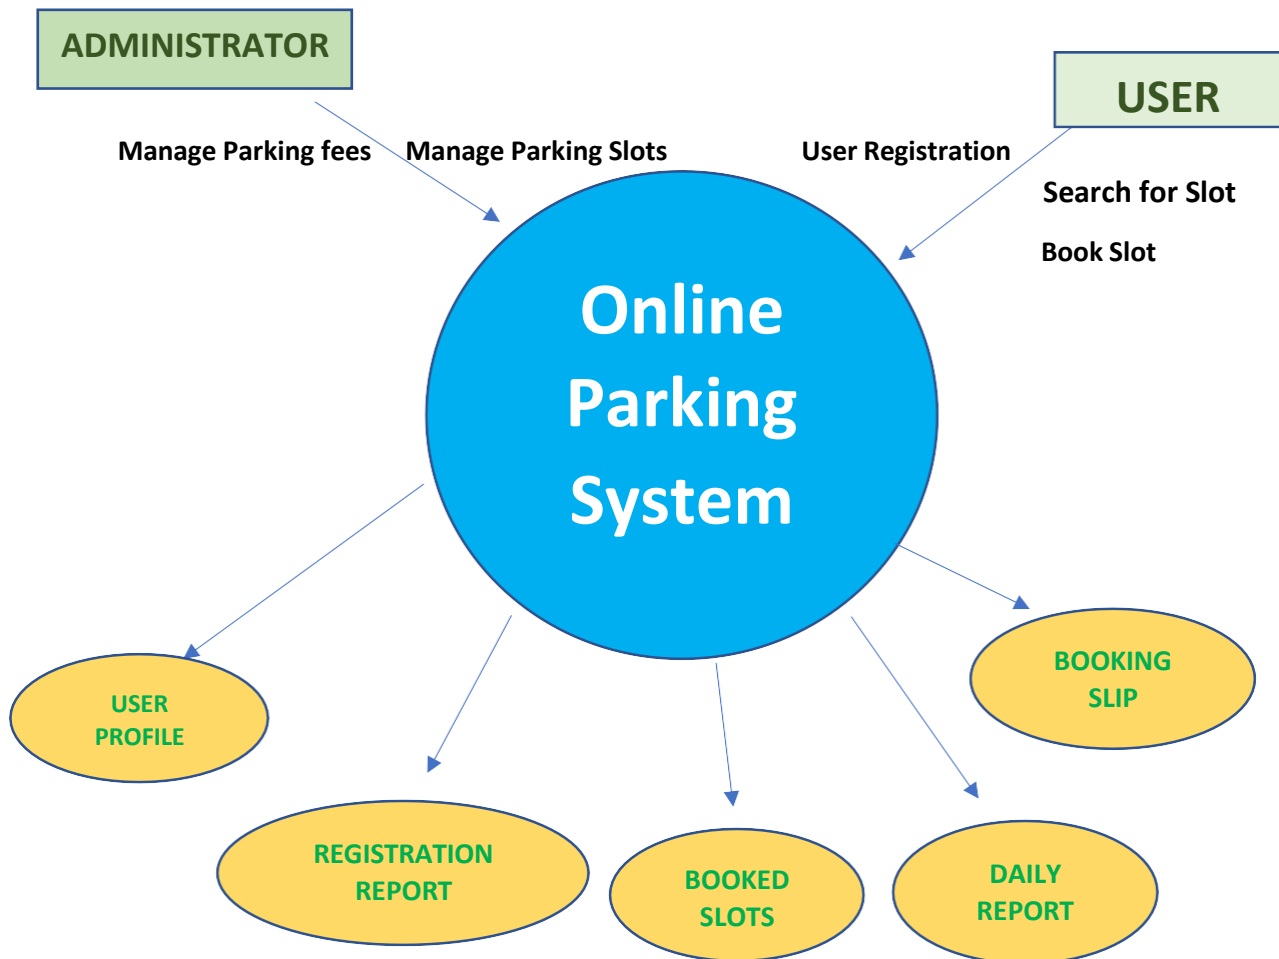 ADMINISTRATOR
USER
Manage Parking fees
Manage Parking Slots
User Registration
Search for Slot
Book Slot
Online
Parking
System
USER
PROFILE
REGISTRATION
REPORT
BOOKED
SLOTS
DAILY
REPORT
BOOKING
SLIP